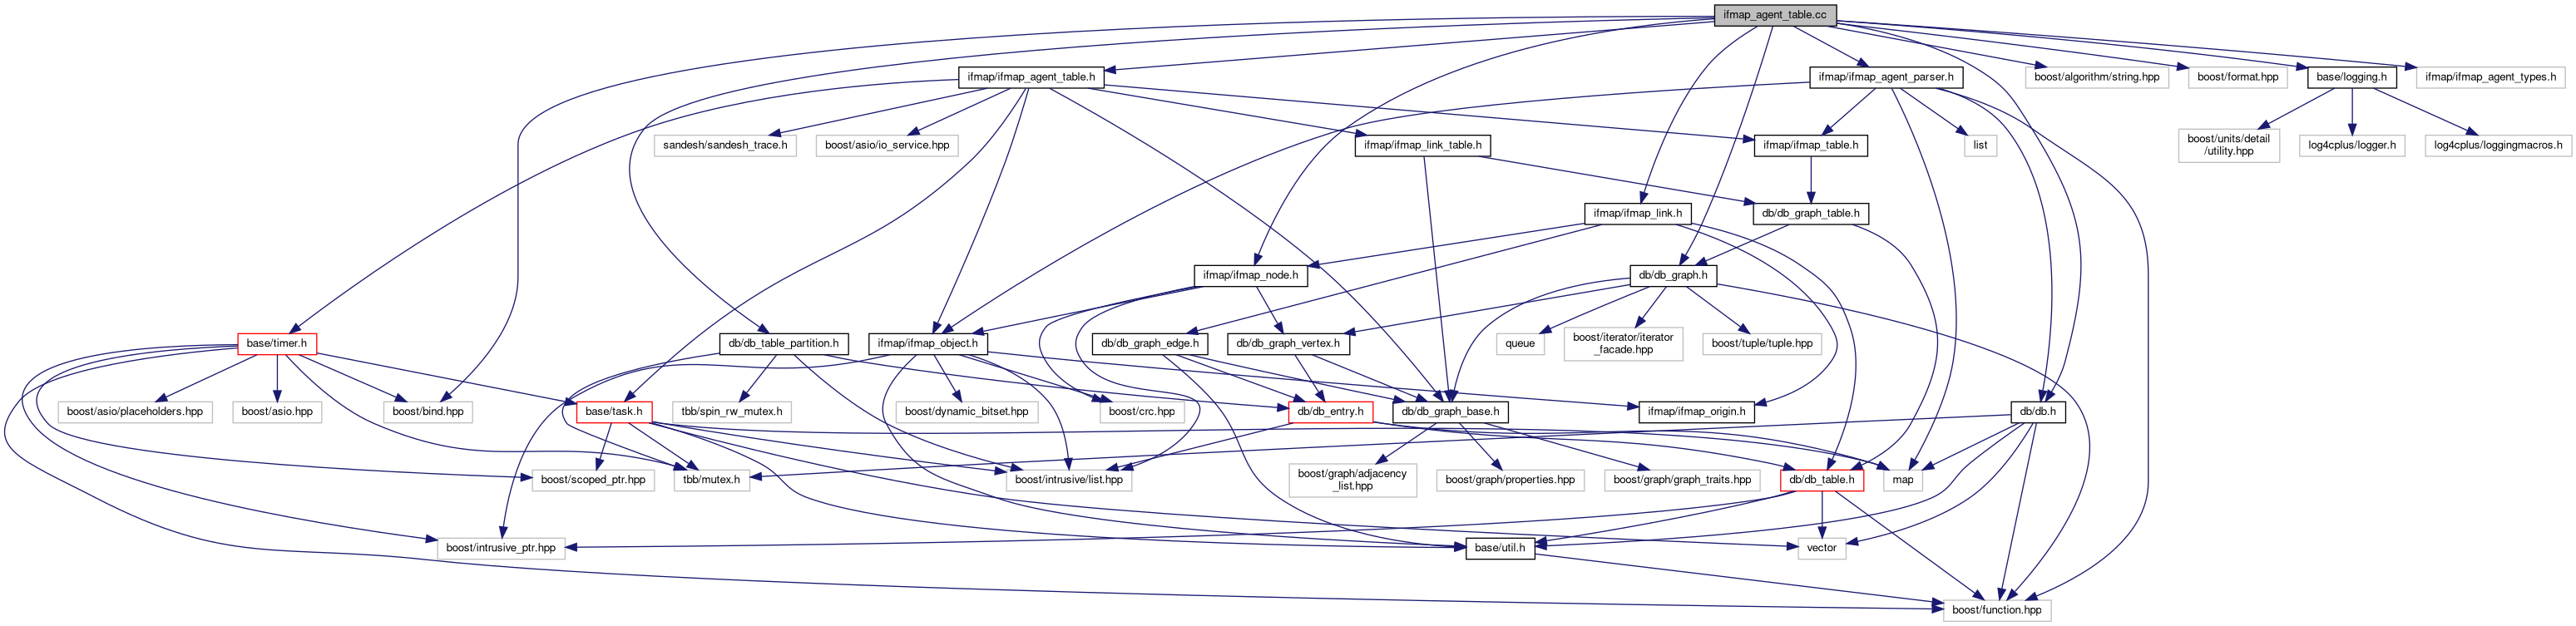 ifmap_agent_table.cc
ifmap/ifmap_agent_table.h
ifmap/ifmap_agent_parser.h
boost/algorithm/string.hpp
boost/format.hpp
base/logging.h
ifmap/ifmap_agent_types.h
sandesh/sandesh_trace.h
boost/asio/io_service.hpp
ifmap/ifmap_link_table.h
ifmap/ifmap_table.h
list
boost/units/detail
/utility.hpp
log4cplus/logger.h
log4cplus/loggingmacros.h
ifmap/ifmap_link.h
db/db_graph_table.h
ifmap/ifmap_node.h
db/db_graph.h
base/timer.h
db/db_table_partition.h
ifmap/ifmap_object.h
db/db_graph_edge.h
db/db_graph_vertex.h
queue
boost/iterator/iterator
_facade.hpp
boost/tuple/tuple.hpp
boost/asio/placeholders.hpp
boost/asio.hpp
boost/bind.hpp
base/task.h
tbb/spin_rw_mutex.h
boost/dynamic_bitset.hpp
boost/crc.hpp
db/db_entry.h
db/db_graph_base.h
ifmap/ifmap_origin.h
db/db.h
boost/scoped_ptr.hpp
tbb/mutex.h
boost/intrusive/list.hpp
boost/graph/adjacency
_list.hpp
boost/graph/properties.hpp
boost/graph/graph_traits.hpp
db/db_table.h
map
boost/intrusive_ptr.hpp
base/util.h
vector
boost/function.hpp